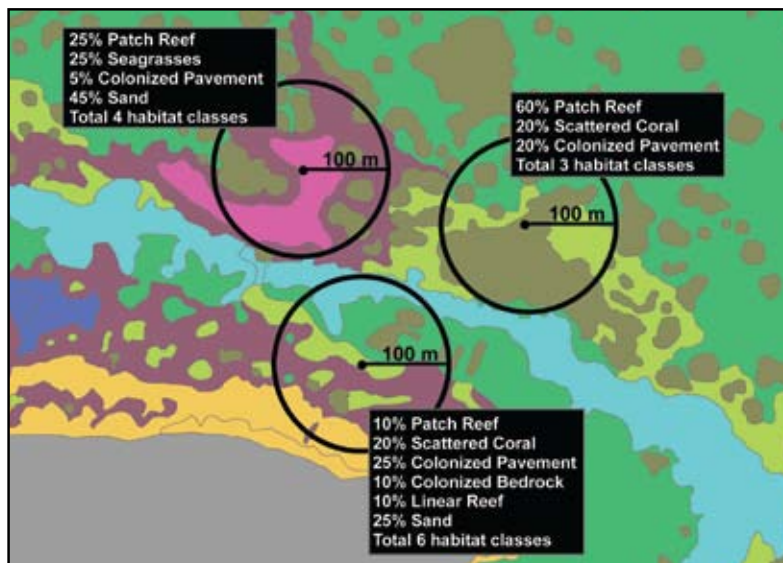 25% Patch Reef
25% Seagrasses
5% Colonized Pavement
45% Sand
Total 4 habitat classes
100 m
60% Patch Reef
20% Scattered Coral
20% Colonized Pavement
Total 3 habitat classes
100 m
100 m
10% Patch Reef
20% Scattered Coral
25% Colonized Pavement
10% Colonized Bedrock
10% Linear Reef
25% Sand
Total 6 habitat classes